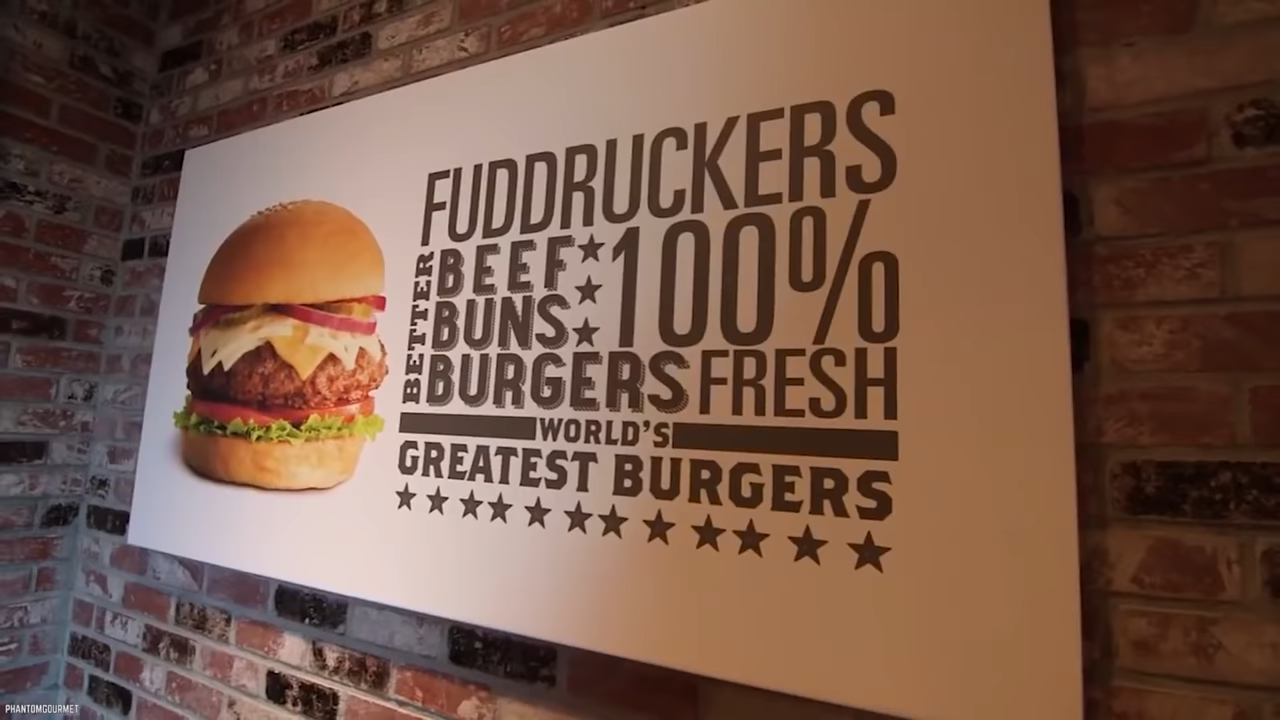 FUDDRUCKERS
BETTER
BEEF
BUNS
BURGERS
100%
FRESH
WORLD'S
GREATEST BURGERS
PHANTOMGOURMET